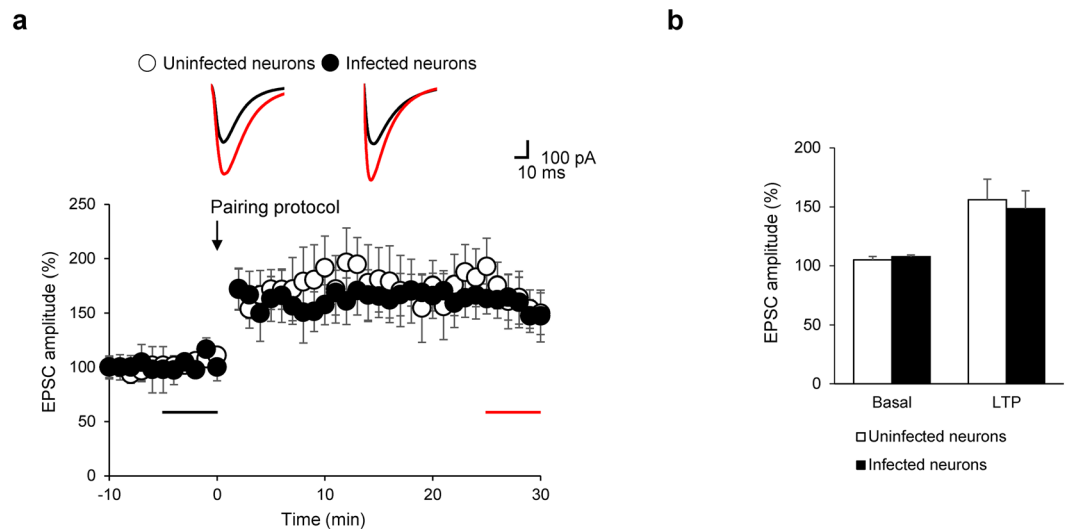 a
Uninfected neurons Infected neurons
100 pA
10 ms
Pairing protocol
EPSC amplitude (%)
250
200
150
100
50
0
-10 0 10 20 30
Time (min)
b
EPSC amplitude (%)
200
150
100
50
0
Basal LTP
Uninfected neurons
Infected neurons